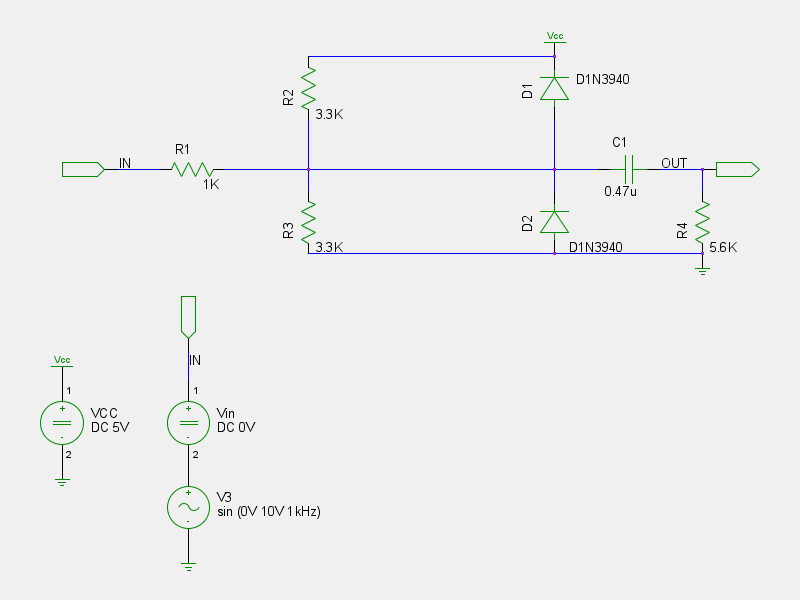 Vcc
D1
D1N3940
R2
3.3K
C1
R1
IN
OUT
1K
0.47u
R3
3.3K
D2
D1N3940
R4
5.6K
IN
Vcc
1
VCC
DC 5V
2
1
Vin
DC 0V
2
V3
sin (0V 10V 1kHz)